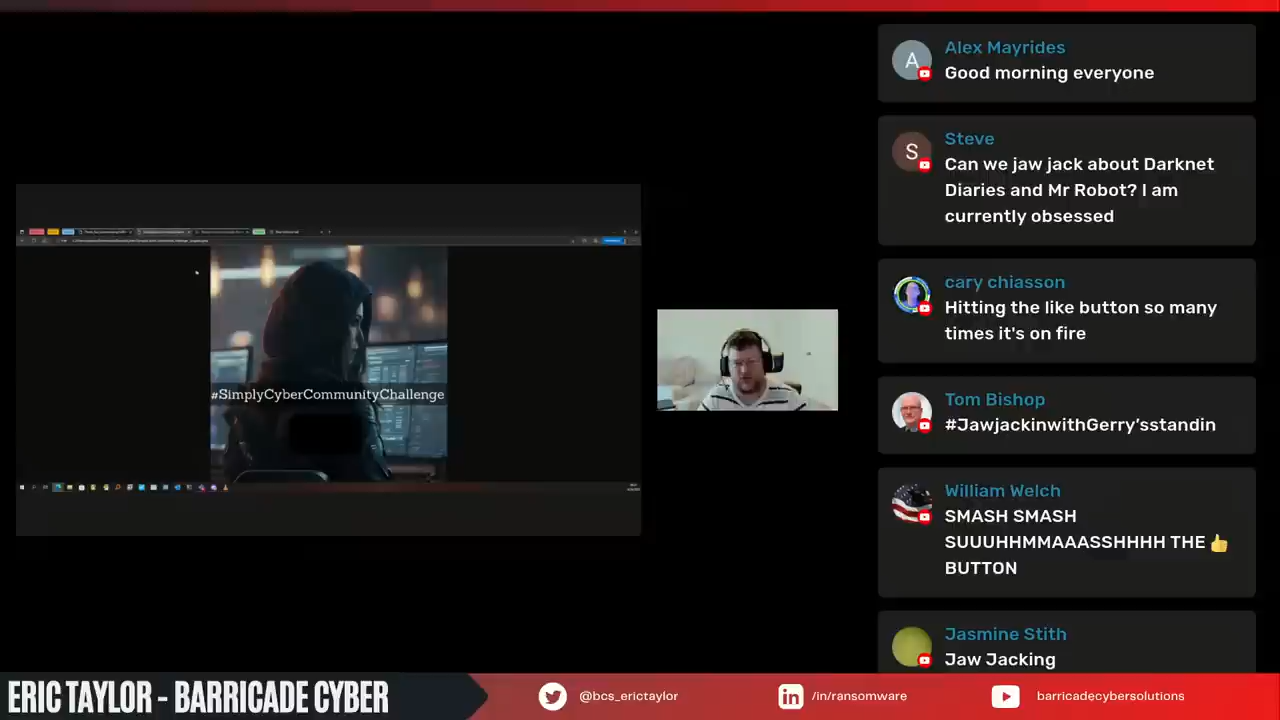 #SimplyCyberCommunityChallenge
A
Alex Mayrides
Good morning everyone
S
Steve
Can we jaw jack about Darknet
Diaries and Mr Robot? I am
currently obsessed
cary chiasson
Hitting the like button so many
times it's on fire
Tom Bishop
#JawjackinwithGerry’sstandin
William Welch
SMASH SMASH
SUUUHHMMAAASSHHHH THE 👍
BUTTON
Jasmine Stith
Jaw Jacking
ERIC TAYLOR - BARRICADE CYBER
@bcs_erictaylor
in
/in/ransomware
barricadecybersolutions